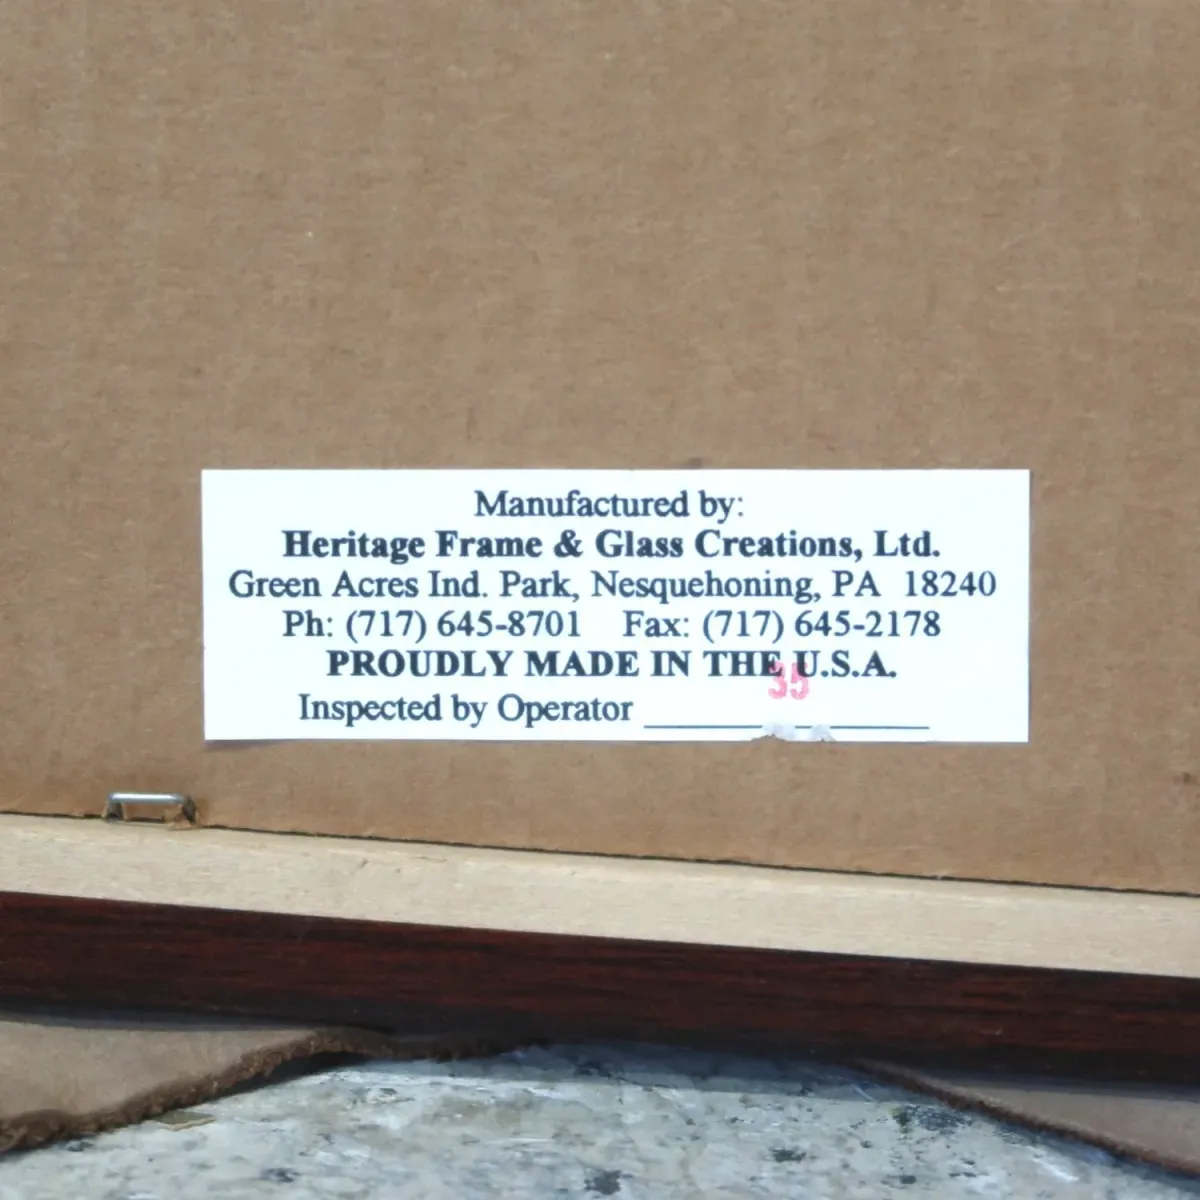 Manufactured by:
Heritage Frame & Glass Creations, Ltd.
Green Acres Ind. Park, Nesquehoning, PA 18240
Ph: (717) 645-8701 Fax: (717) 645-2178
PROUDLY MADE IN THE U.S.A.
35
Inspected by Operator